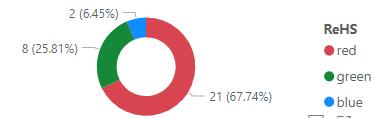 2 (6.45%)
8 (25.81%)
21 (67.74%)
ReHS
red
green
blue